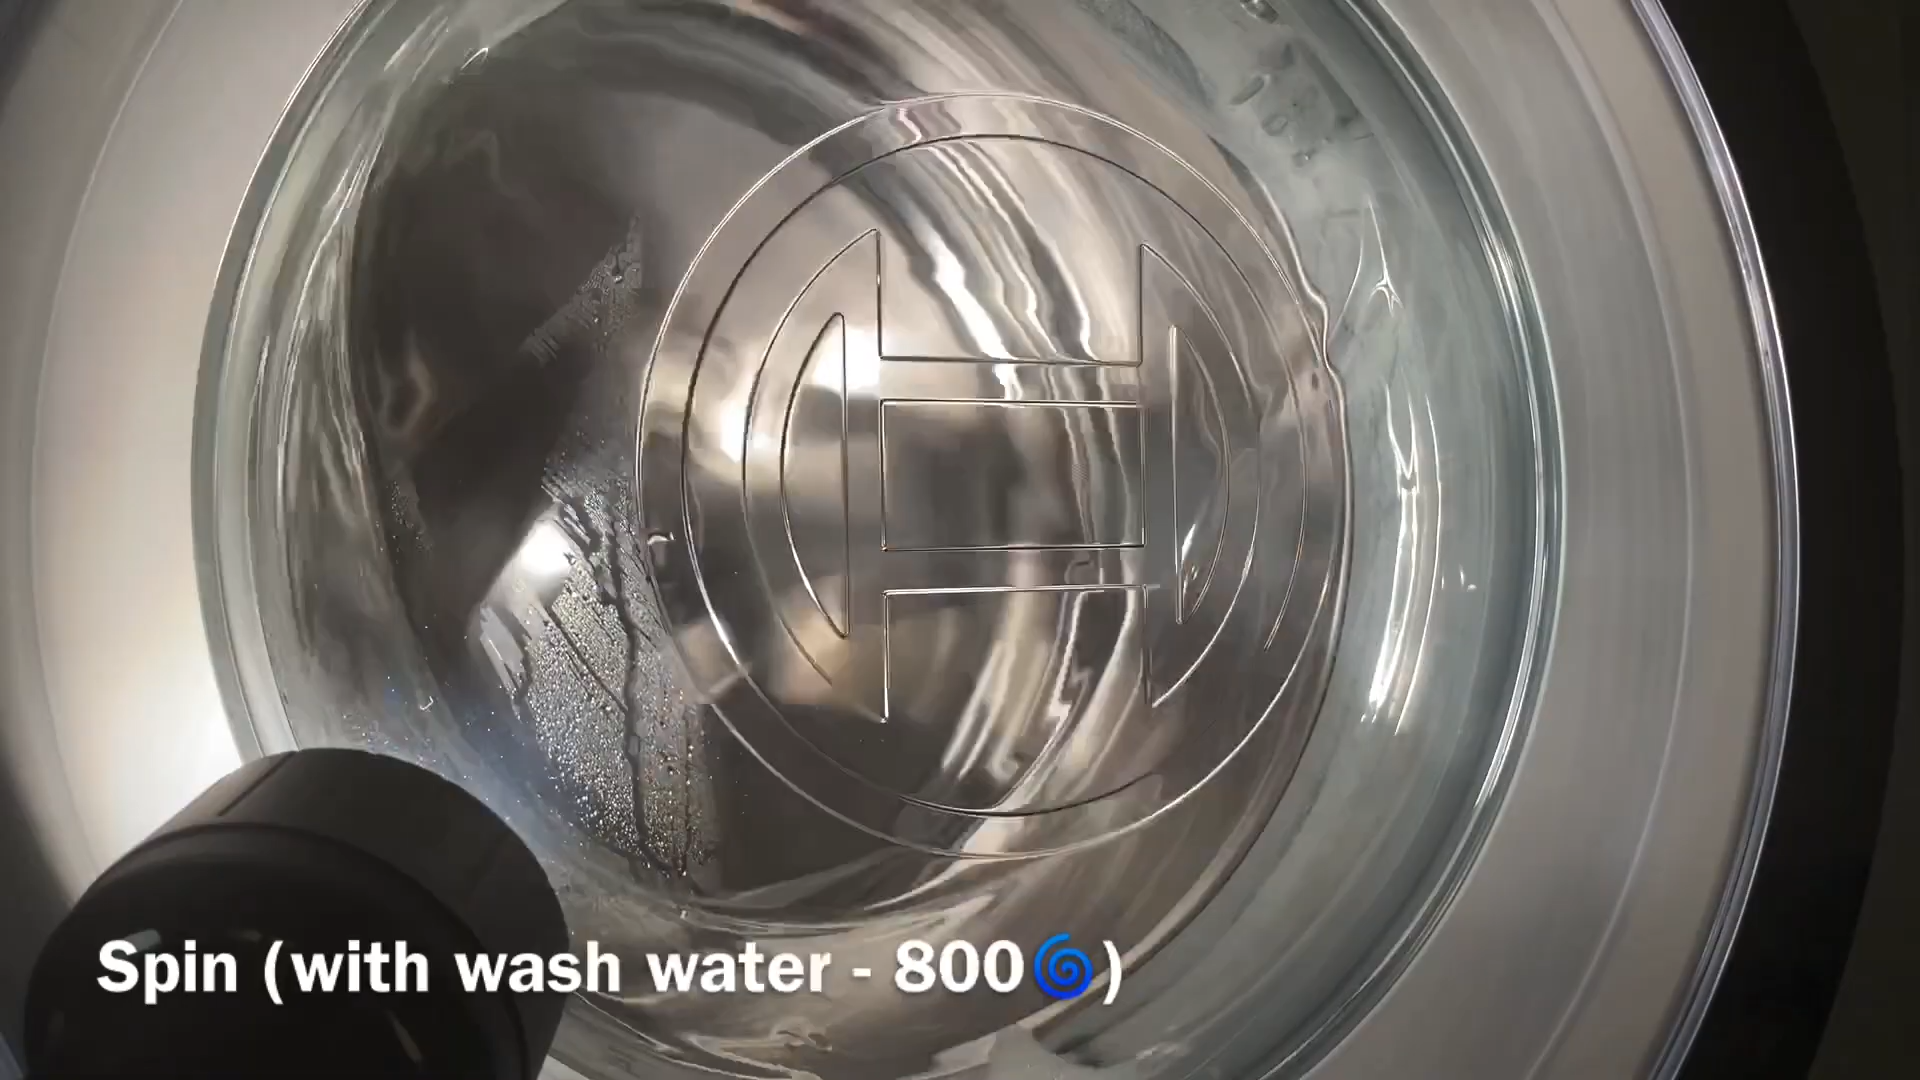 Spin (with wash water - 800🌀)